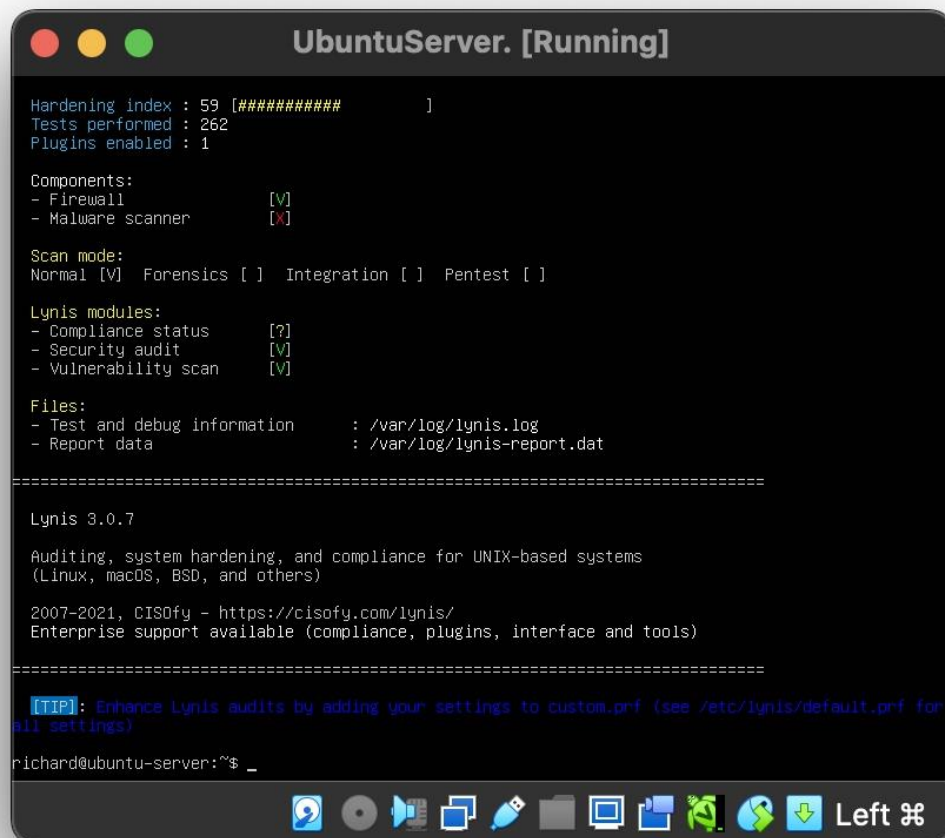 UbuntuServer. [Running]
Hardening index : 59 [###########         ]
Tests performed : 262
Plugins enabled : 1
Components:
- Firewall               [V]
- Malware scanner        [X]
Scan mode:
Normal [V]  Forensics [ ]  Integration [ ]  Pentest [ ]
Lynis modules:
- Compliance status      [?]
- Security audit         [V]
- Vulnerability scan     [V]
Files:
- Test and debug information      : /var/log/lynis.log
- Report data                     : /var/log/lynis-report.dat
================================================================================
Lynis 3.0.7
Auditing, system hardening, and compliance for UNIX-based systems
(Linux, macOS, BSD, and others)
2007-2021, CISOfy - https://cisofy.com/lynis/
Enterprise support available (compliance, plugins, interface and tools)
================================================================================
[TIP]: Enhance Lynis audits by adding your settings to custom.prf (see /etc/lynis/default.prf for
all settings)
richard@ubuntu-server:~$ _
Left ⌘